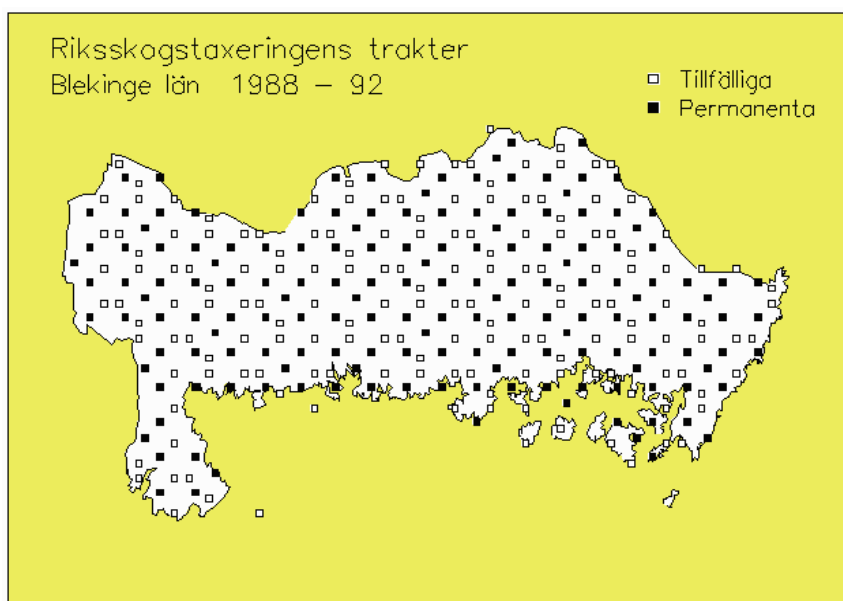 Riksskogstaxeringens trakter
Blekinge län 1988 – 92
Tillfälliga
Permanenta